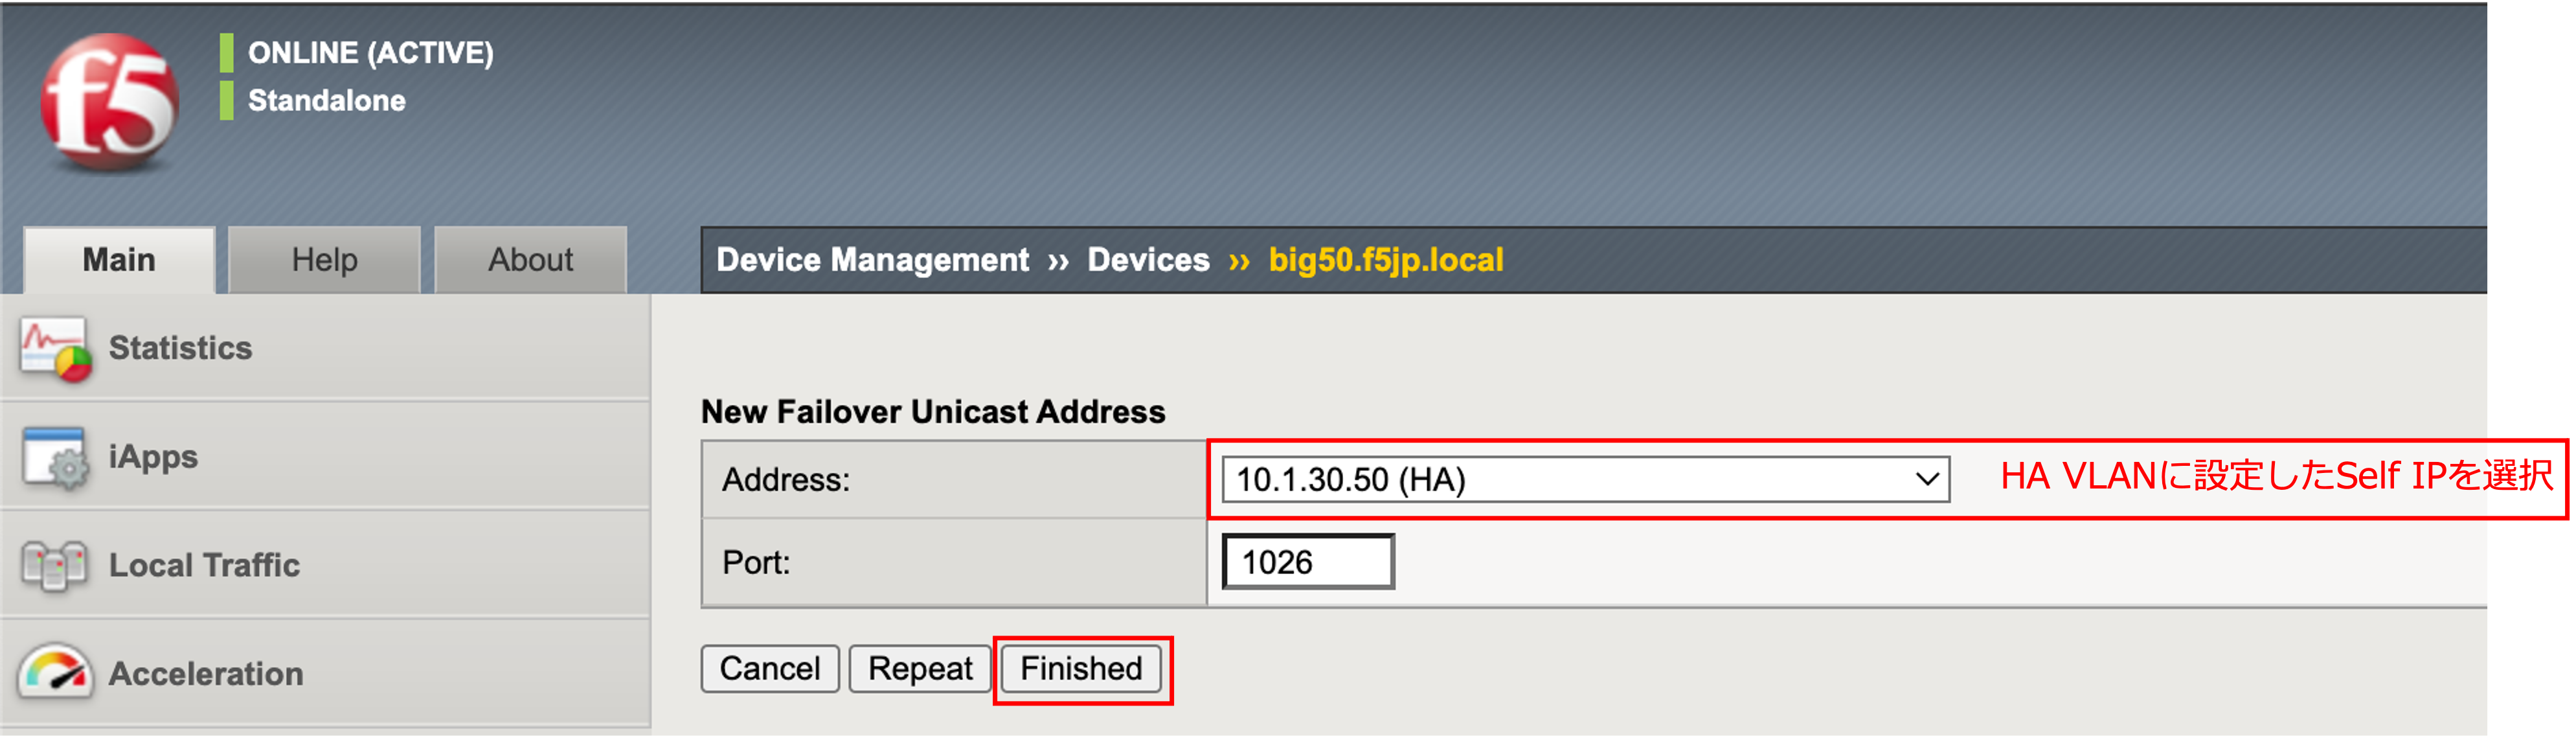 f5
ONLINE (ACTIVE)
Standalone
Main Help About
Device Management ›› Devices ›› big50.f5jp.local
Statistics
iApps
Local Traffic
Acceleration
New Failover Unicast Address
Address: 10.1.30.50 (HA) HA VLANに設定したSelf IPを選択
Port: 1026
Cancel Repeat Finished